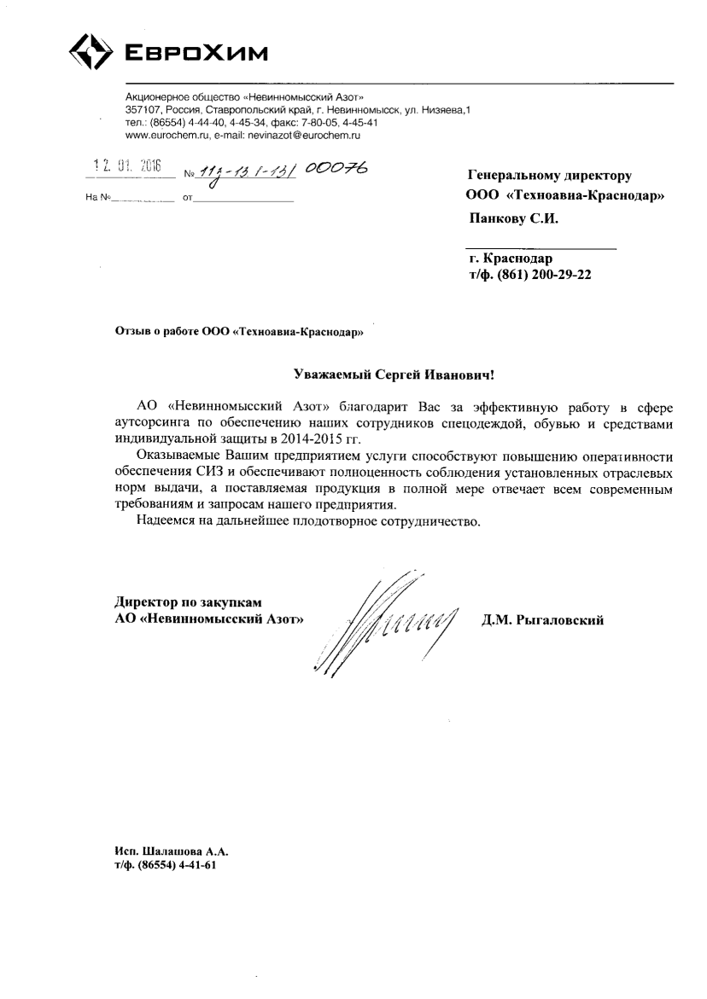 ЕВРОХИМ
Акционерное общество «Невинномысский Азот»
357107, Россия, Ставропольский край, г. Невинномысск, ул. Низяева,1
тел.: (86554) 4-44-40, 4-45-34, факс: 7-80-05, 4-45-41
www.eurochem.ru, e-mail: nevinazot@eurochem.ru
12. 01. 2016 № 00076
На № от
Генеральному директору
ООО «Техноавиа-Краснодар»
Панкову С.И.
г. Краснодар
т/ф. (861) 200-29-22
Отзыв о работе ООО «Техноавиа-Краснодар»
Уважаемый Сергей Иванович!
АО «Невинномысский Азот» благодарит Вас за эффективную работу в сфере
аутсорсинга по обеспечению наших сотрудников спецодеждой, обувью и средствами
индивидуальной защиты в 2014-2015 гг.
Оказываемые Вашим предприятием услуги способствуют повышению оперативности
обеспечения СИЗ и обеспечивают полноценность соблюдения установленных отраслевых
норм выдачи, а поставляемая продукция в полной мере отвечает всем современным
требованиям и запросам нашего предприятия.
Надеемся на дальнейшее плодотворное сотрудничество.
Директор по закупкам
АО «Невинномысский Азот»
Д.М. Рыгаловский
Исп. Шалашова А.А.
т/ф. (86554) 4-41-61